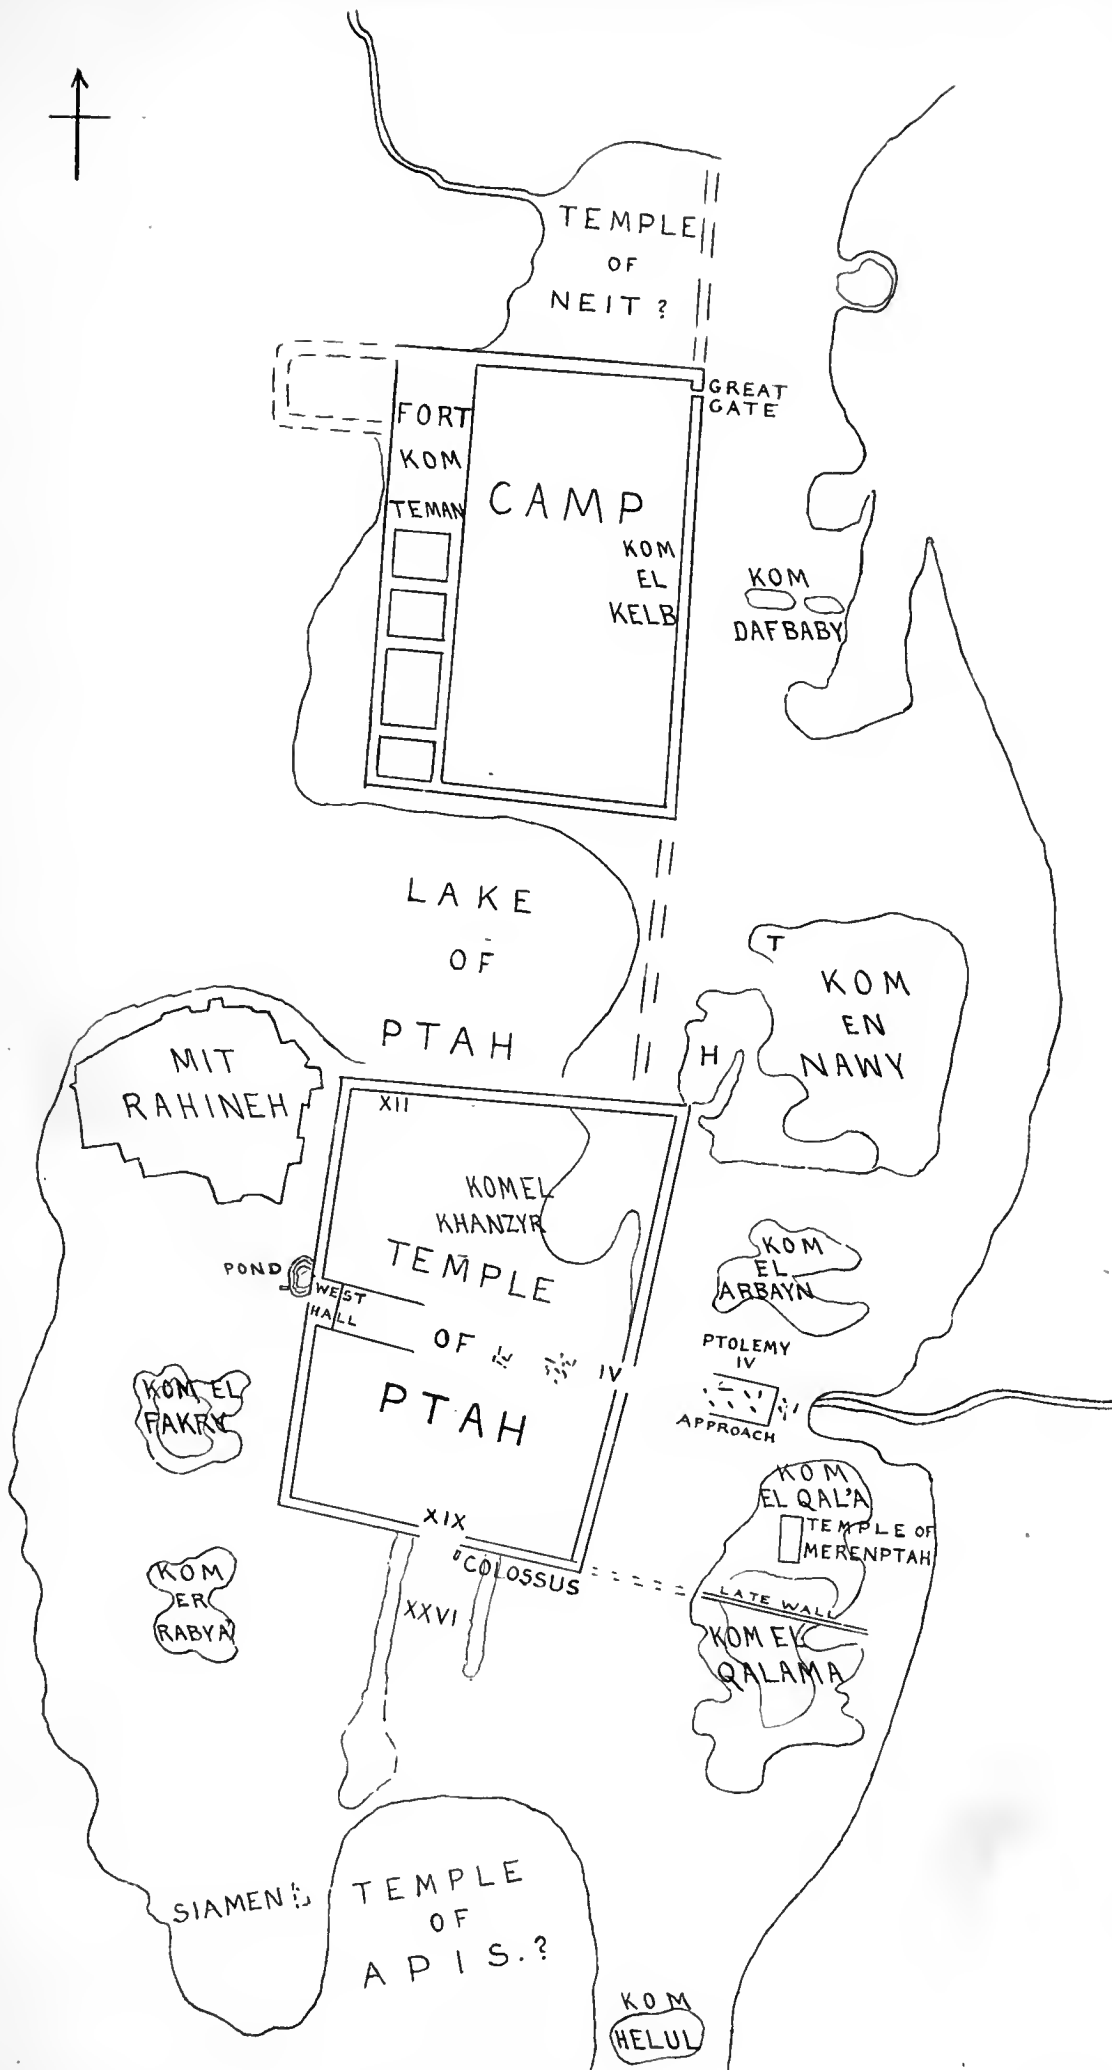 TEMPLE
OF
NEIT ?
GREAT
GATE
FORT
KOM
TEMAN
CAMP
KOM
EL
KELB
KOM
DAFBABY
LAKE
OF
PTAH
T
KOM
EN
NAWY
H
MIT
RAHINEH
XII
KOM EL
KHANZYR
TEMPLE
OF
PTAH
IV
POND
WEST
HALL
KOM
EL
ARBAYN
PTOLEMY
IV
APPROACH
KOM EL
FAKRY
KOM
EL QAL'A
TEMPLE OF
MERENPTAH
XIX
COLOSSUS
LATE WALL
KOM
ER
RABYA
XXVI
KOM EL
QALAMA
SIAMEN
TEMPLE
OF
APIS. ?
KOM
HELUL